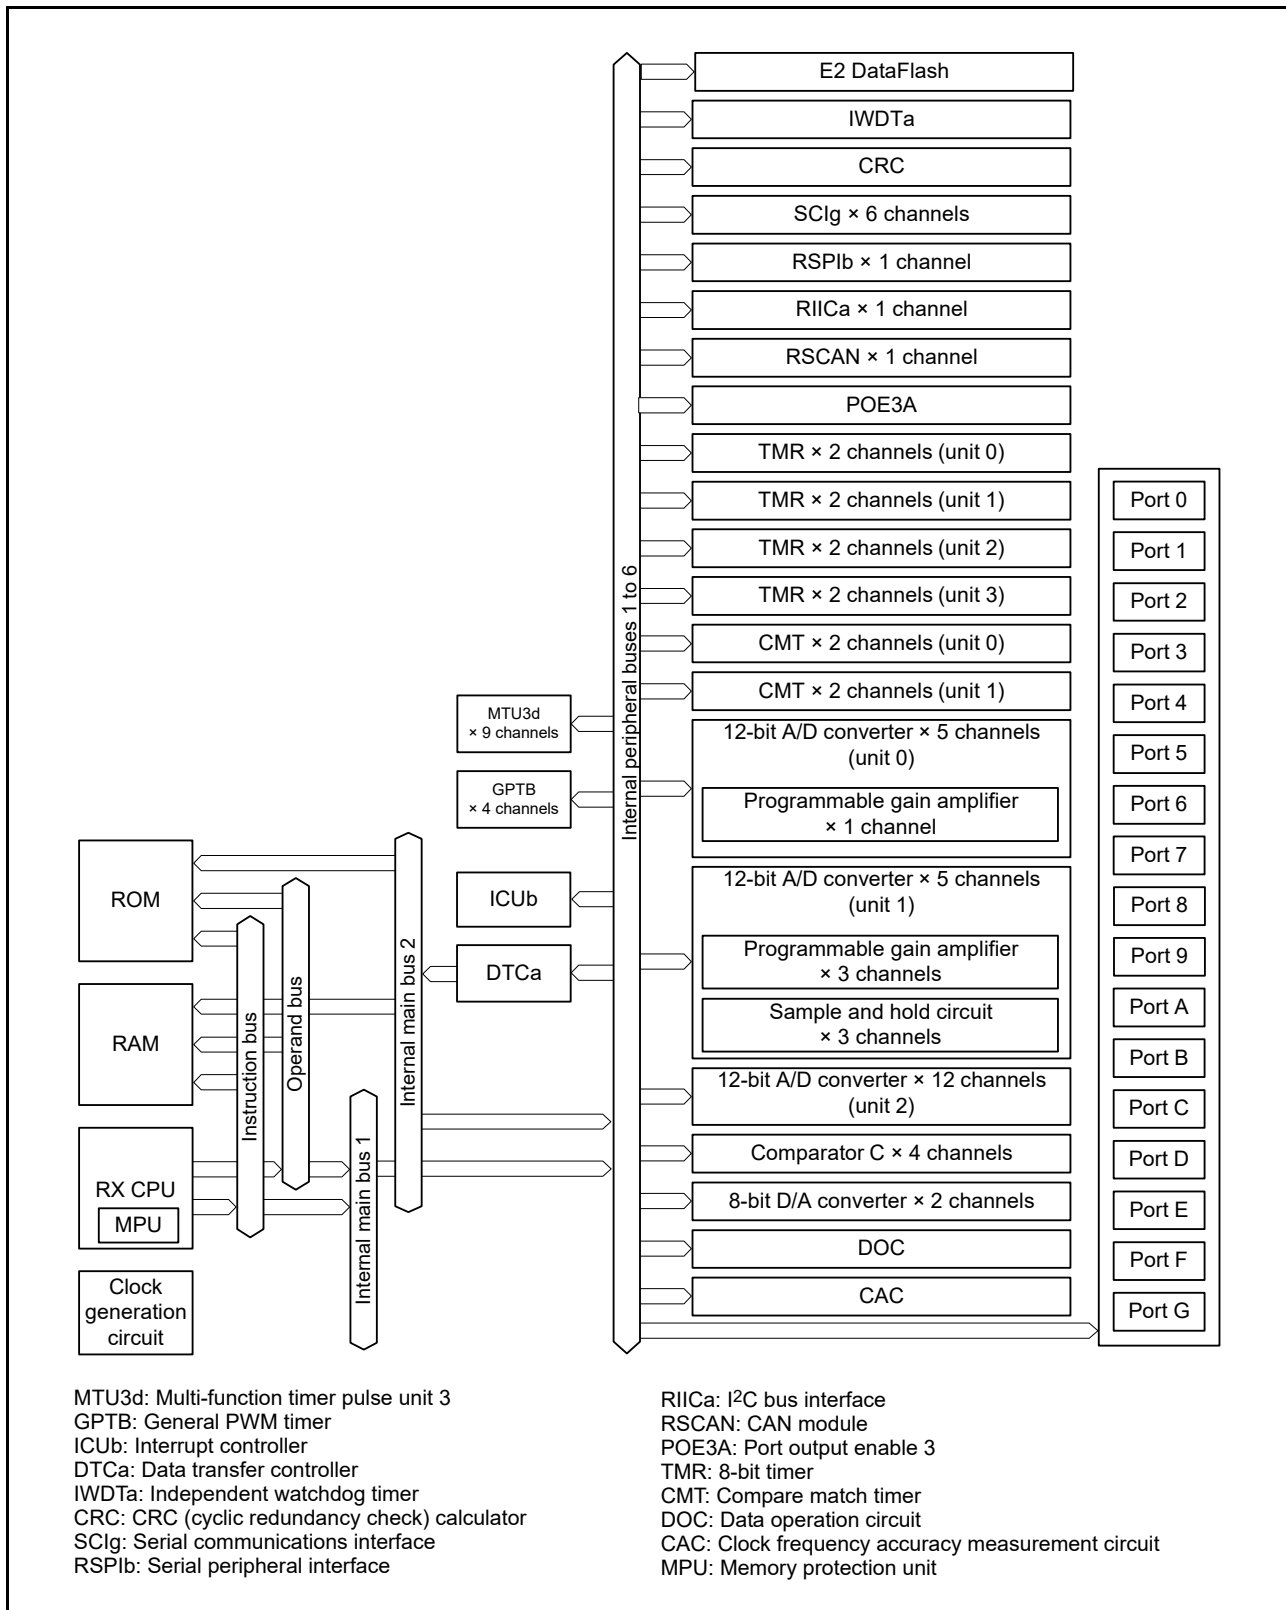 E2 DataFlash
IWDTa
CRC
SCIg × 6 channels
RSPIb × 1 channel
RIICa × 1 channel
RSCAN × 1 channel
POE3A
TMR × 2 channels (unit 0)
TMR × 2 channels (unit 1)
TMR × 2 channels (unit 2)
TMR × 2 channels (unit 3)
CMT × 2 channels (unit 0)
CMT × 2 channels (unit 1)
12-bit A/D converter × 5 channels
(unit 0)
Programmable gain amplifier
× 1 channel
12-bit A/D converter × 5 channels
(unit 1)
Programmable gain amplifier
× 3 channels
Sample and hold circuit
× 3 channels
12-bit A/D converter × 12 channels
(unit 2)
Comparator C × 4 channels
8-bit D/A converter × 2 channels
DOC
CAC
Port 0
Port 1
Port 2
Port 3
Port 4
Port 5
Port 6
Port 7
Port 8
Port 9
Port A
Port B
Port C
Port D
Port E
Port F
Port G
Internal peripheral buses 1 to 6
MTU3d
× 9 channels
GPTB
× 4 channels
ICUb
DTCa
Internal main bus 2
Internal main bus 1
Operand bus
Instruction bus
ROM
RAM
RX CPU
MPU
Clock
generation
circuit
MTU3d: Multi-function timer pulse unit 3
GPTB: General PWM timer
ICUb: Interrupt controller
DTCa: Data transfer controller
IWDTa: Independent watchdog timer
CRC: CRC (cyclic redundancy check) calculator
SCIg: Serial communications interface
RSPIb: Serial peripheral interface
RIICa: I²C bus interface
RSCAN: CAN module
POE3A: Port output enable 3
TMR: 8-bit timer
CMT: Compare match timer
DOC: Data operation circuit
CAC: Clock frequency accuracy measurement circuit
MPU: Memory protection unit